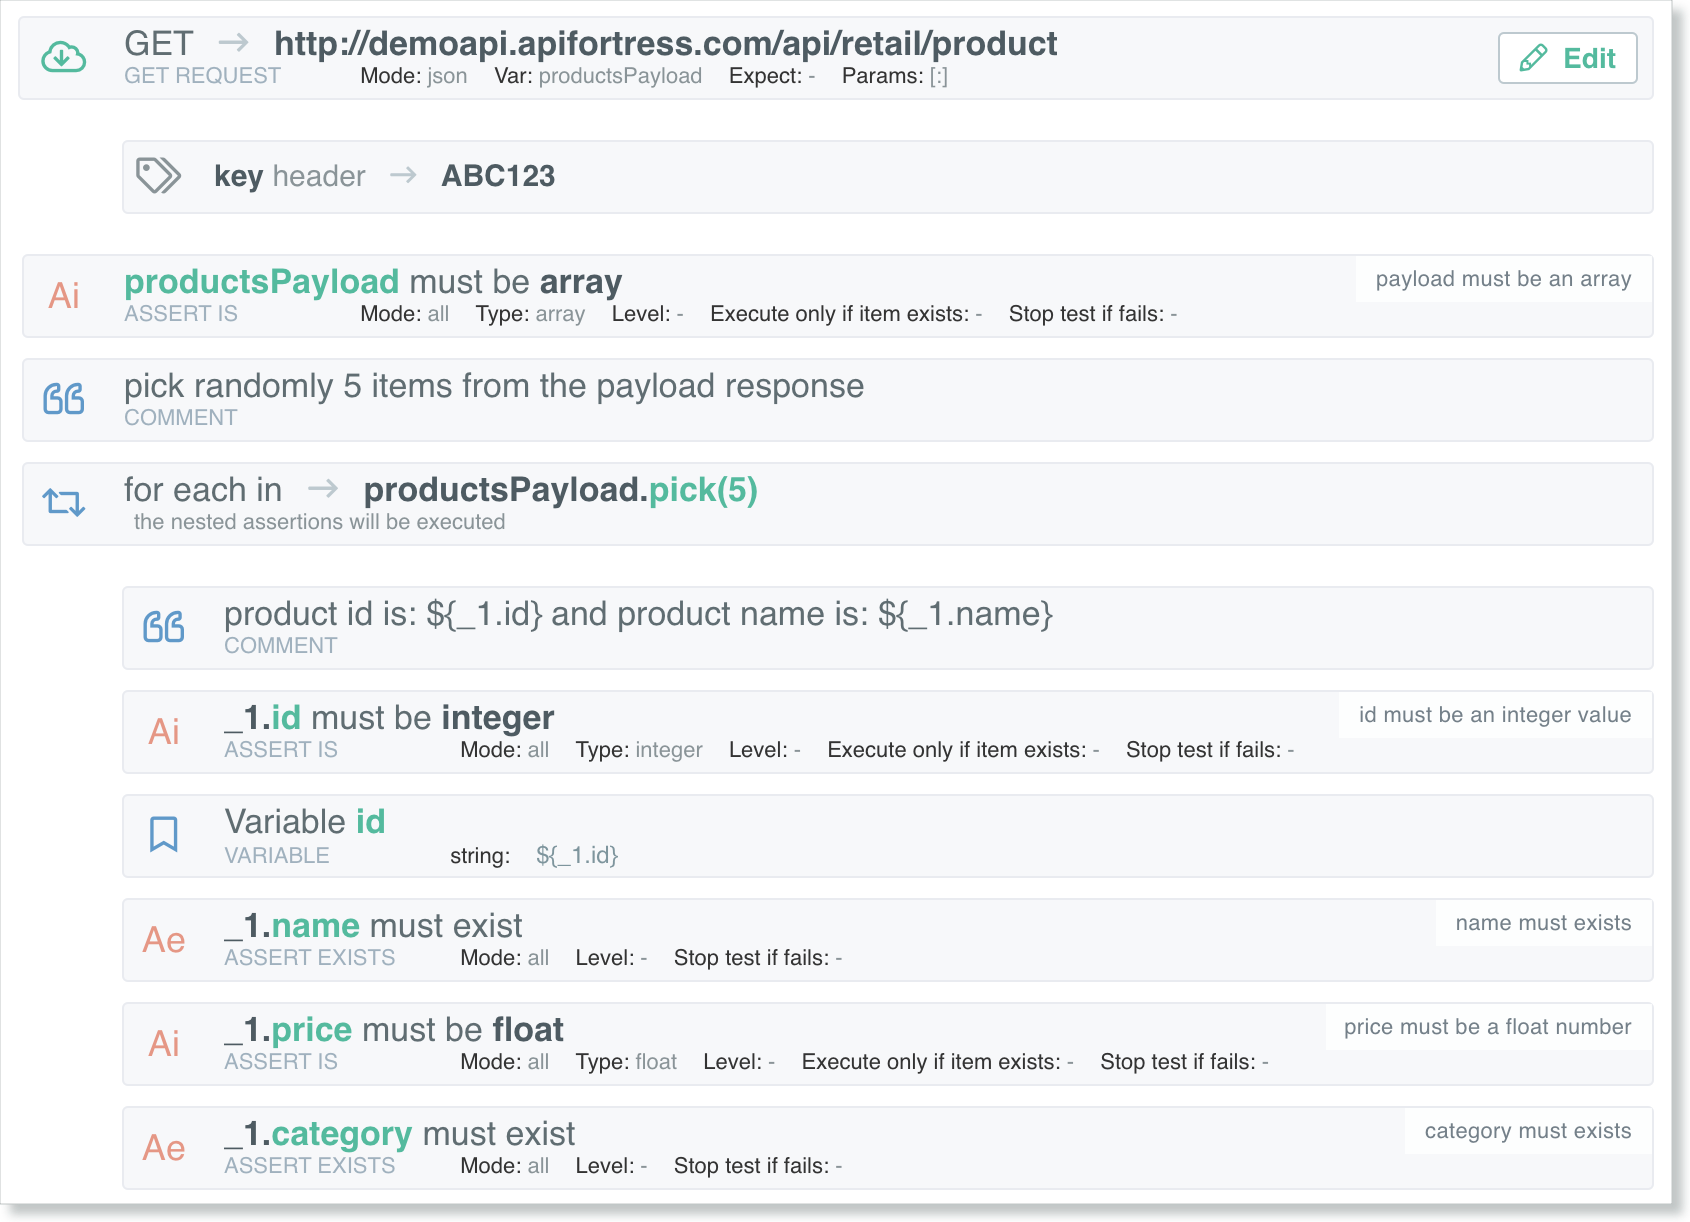 GET → http://demoapi.apifortress.com/api/retail/product
GET REQUEST Mode: json Var: productsPayload Expect: - Params: [:]
Edit
key header → ABC123
Ai
productsPayload must be array
payload must be an array
ASSERT IS Mode: all Type: array Level: - Execute only if item exists: - Stop test if fails: -
pick randomly 5 items from the payload response
COMMENT
for each in → productsPayload.pick(5)
the nested assertions will be executed
product id is: ${_1.id} and product name is: ${_1.name}
COMMENT
Ai
_1.id must be integer
id must be an integer value
ASSERT IS Mode: all Type: integer Level: - Execute only if item exists: - Stop test if fails: -
Variable id
VARIABLE string: ${_1.id}
Ae
_1.name must exist
name must exists
ASSERT EXISTS Mode: all Level: - Stop test if fails: -
Ai
_1.price must be float
price must be a float number
ASSERT IS Mode: all Type: float Level: - Execute only if item exists: - Stop test if fails: -
Ae
_1.category must exist
category must exists
ASSERT EXISTS Mode: all Level: - Stop test if fails: -